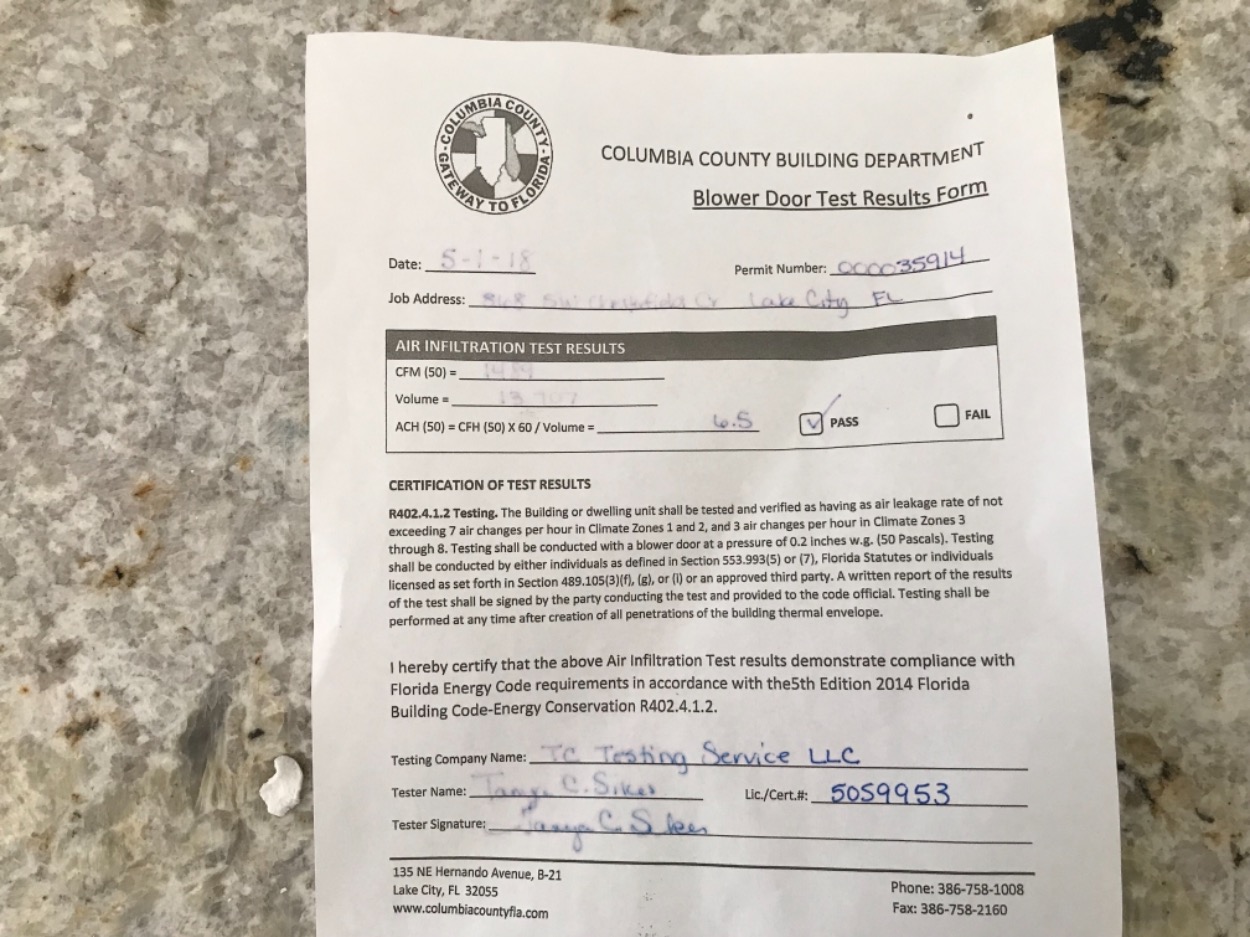 COLUMBIA COUNTY
GATEWAY TO FLORIDA
COLUMBIA COUNTY BUILDING DEPARTMENT
Blower Door Test Results Form
Date: 5-1-18
Permit Number: 000035914
Job Address: SW Cr Lake City FL
AIR INFILTRATION TEST RESULTS
CFM (50) =
Volume = 13 707
ACH (50) = CFH (50) X 60 / Volume = 6.5 PASS FAIL
CERTIFICATION OF TEST RESULTS
R402.4.1.2 Testing. The Building or dwelling unit shall be tested and verified as having as air leakage rate of not
exceeding 7 air changes per hour in Climate Zones 1 and 2, and 3 air changes per hour in Climate Zones 3
through 8. Testing shall be conducted with a blower door at a pressure of 0.2 inches w.g. (50 Pascals). Testing
shall be conducted by either individuals as defined in Section 553.993(5) or (7), Florida Statutes or individuals
licensed as set forth in Section 489.105(3)(f), (g), or (i) or an approved third party. A written report of the results
of the test shall be signed by the party conducting the test and provided to the code official. Testing shall be
performed at any time after creation of all penetrations of the building thermal envelope.
I hereby certify that the above Air Infiltration Test results demonstrate compliance with
Florida Energy Code requirements in accordance with the5th Edition 2014 Florida
Building Code-Energy Conservation R402.4.1.2.
Testing Company Name: TC Testing Service LLC
Tester Name: Tanya C. Sikes Lic./Cert.#: 5059953
Tester Signature: Tanya C. Sikes
135 NE Hernando Avenue, B-21
Lake City, FL 32055
www.columbiacountyfla.com
Phone: 386-758-1008
Fax: 386-758-2160